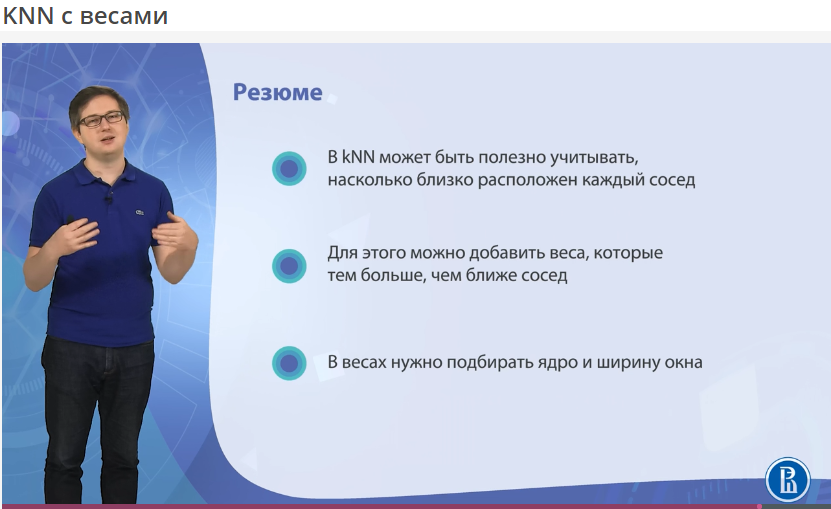 KNN с весами
Резюме
В kNN может быть полезно учитывать,
насколько близко расположен каждый сосед
Для этого можно добавить веса, которые
тем больше, чем ближе сосед
В весах нужно подбирать ядро и ширину окна